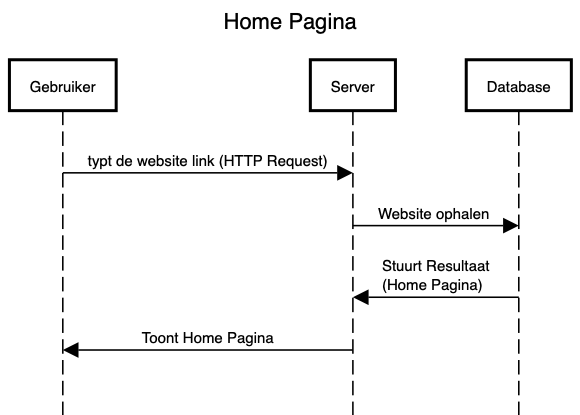 Home Pagina
Gebruiker
Server
Database
typt de website link (HTTP Request)
Website ophalen
Stuurt Resultaat
(Home Pagina)
Toont Home Pagina